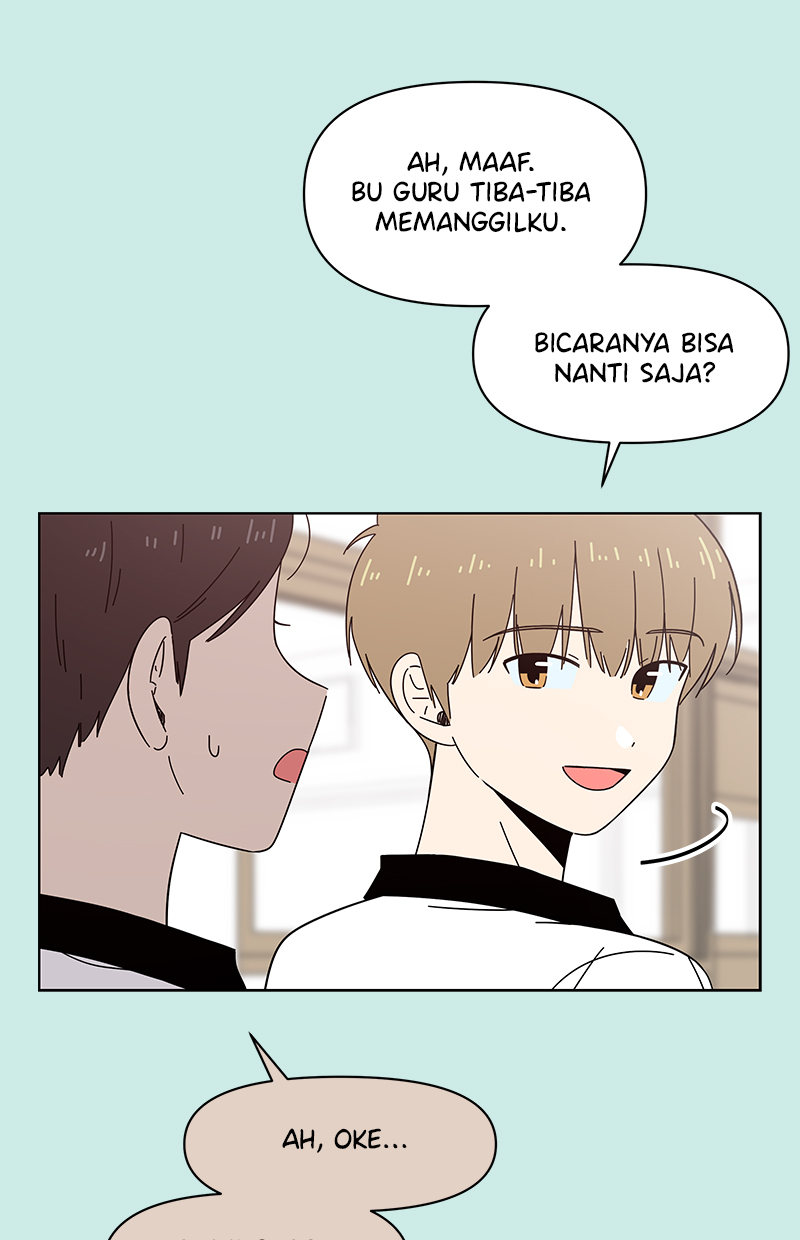 AH, MAAF.
BU GURU TIBA-TIBA
MEMANGGILKU.
BICARANYA BISA
NANTI SAJA?
AH, OKE...